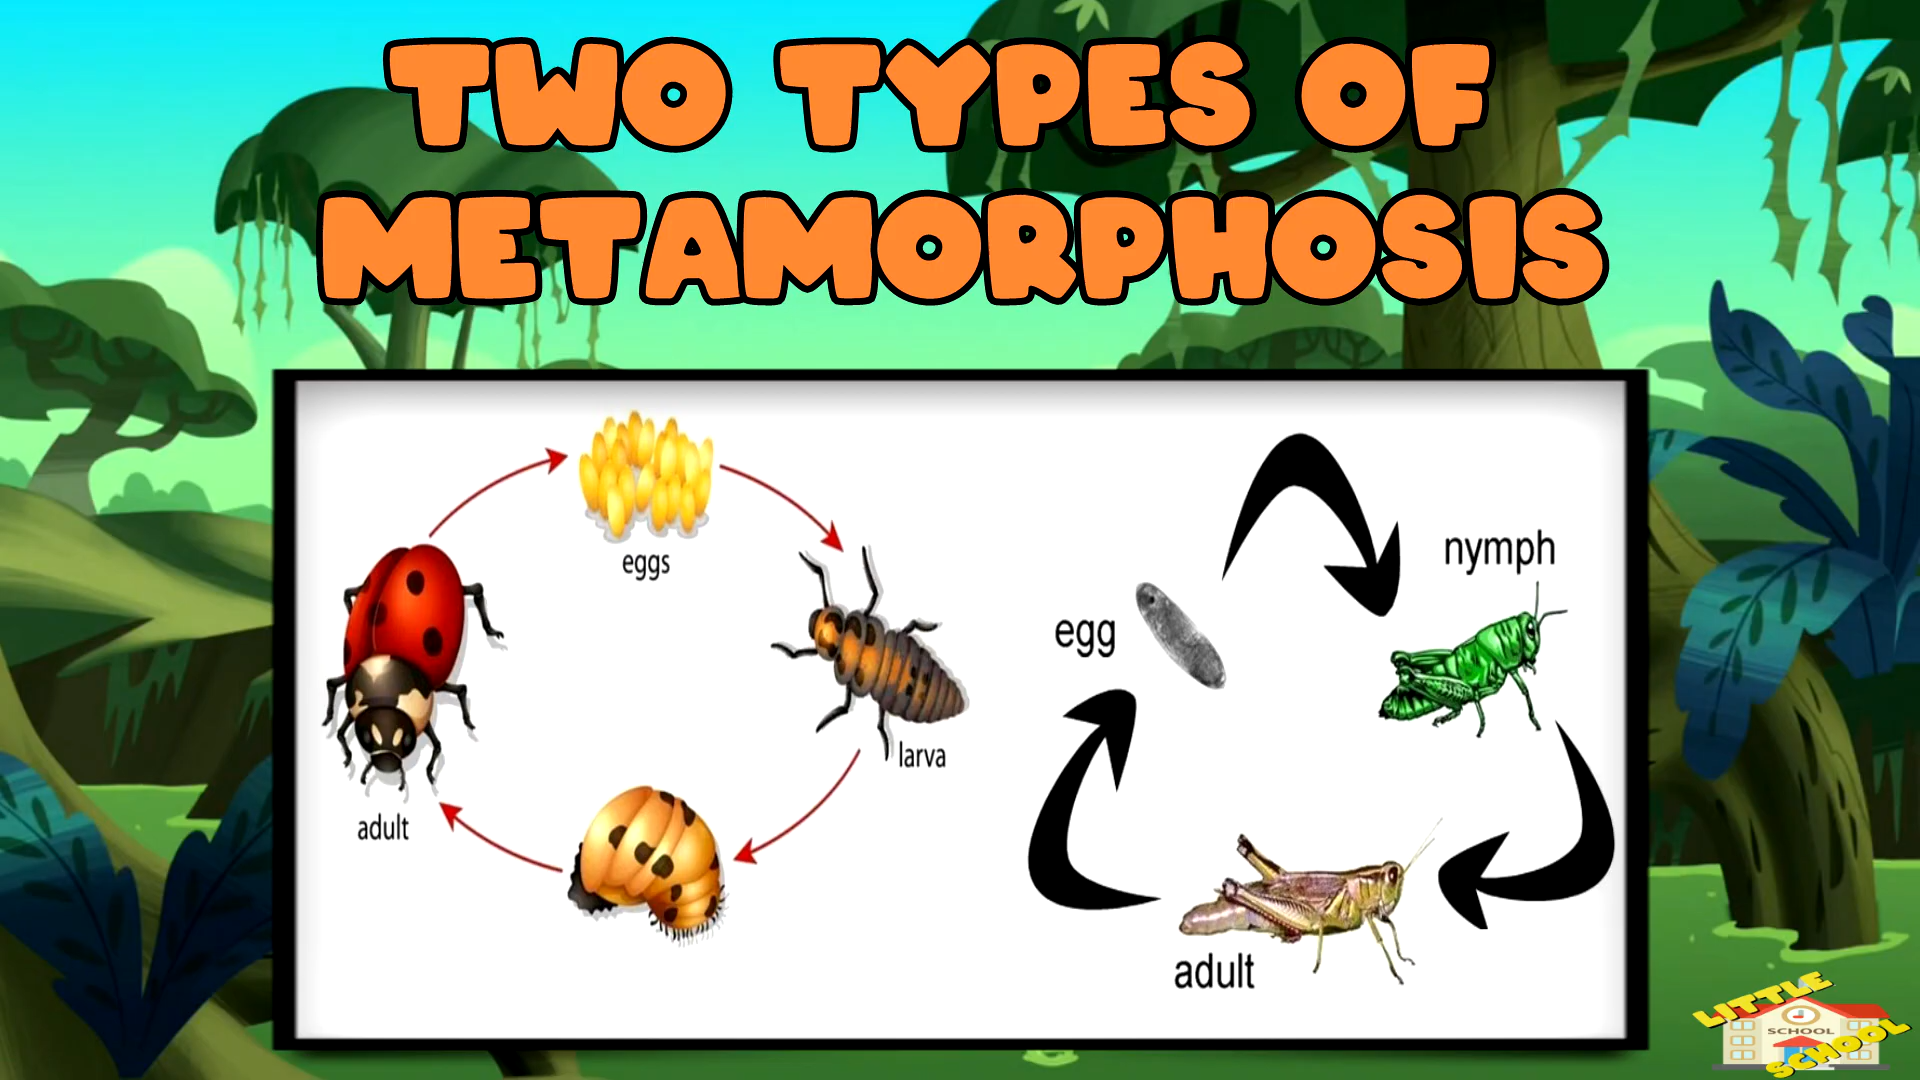 TWO TYPES OF
METAMORPHOSIS
eggs
larva
adult
egg
nymph
adult
LITTLE
SCHOOL
SCHOOL